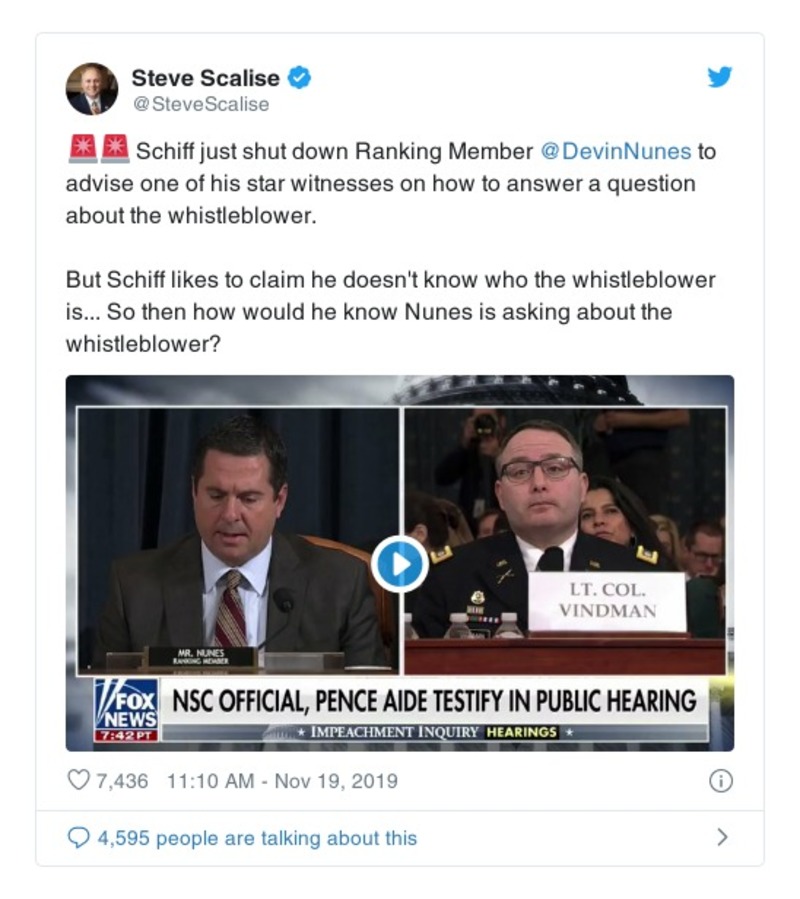 Steve Scalise
@SteveScalise
🚨🚨 Schiff just shut down Ranking Member @DevinNunes to
advise one of his star witnesses on how to answer a question
about the whistleblower.
But Schiff likes to claim he doesn't know who the whistleblower
is... So then how would he know Nunes is asking about the
whistleblower?
MR. NUNES
RANKING MEMBER
LT. COL.
VINDMAN
FOX
NEWS
7:42 PT
NSC OFFICIAL, PENCE AIDE TESTIFY IN PUBLIC HEARING
★ IMPEACHMENT INQUIRY HEARINGS ★
7,436 11:10 AM - Nov 19, 2019
4,595 people are talking about this